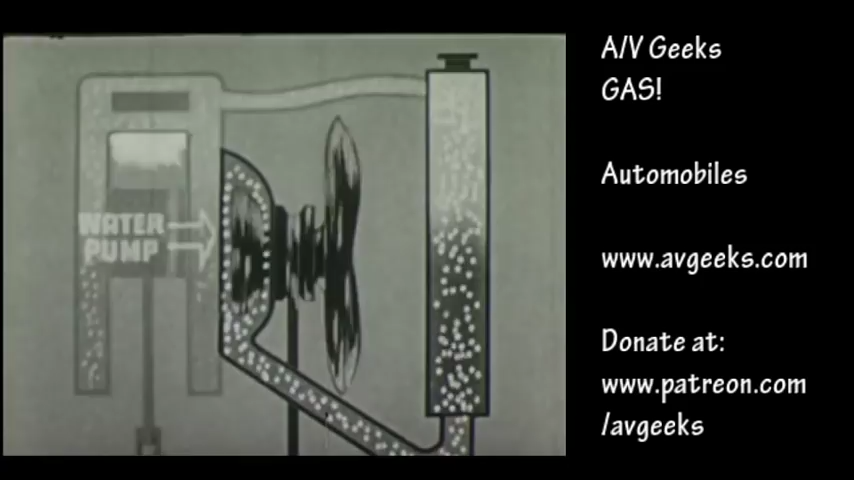 WATER
PUMP
A/V Geeks
GAS!
Automobiles
www.avgeeks.com
Donate at:
www.patreon.com
/avgeeks